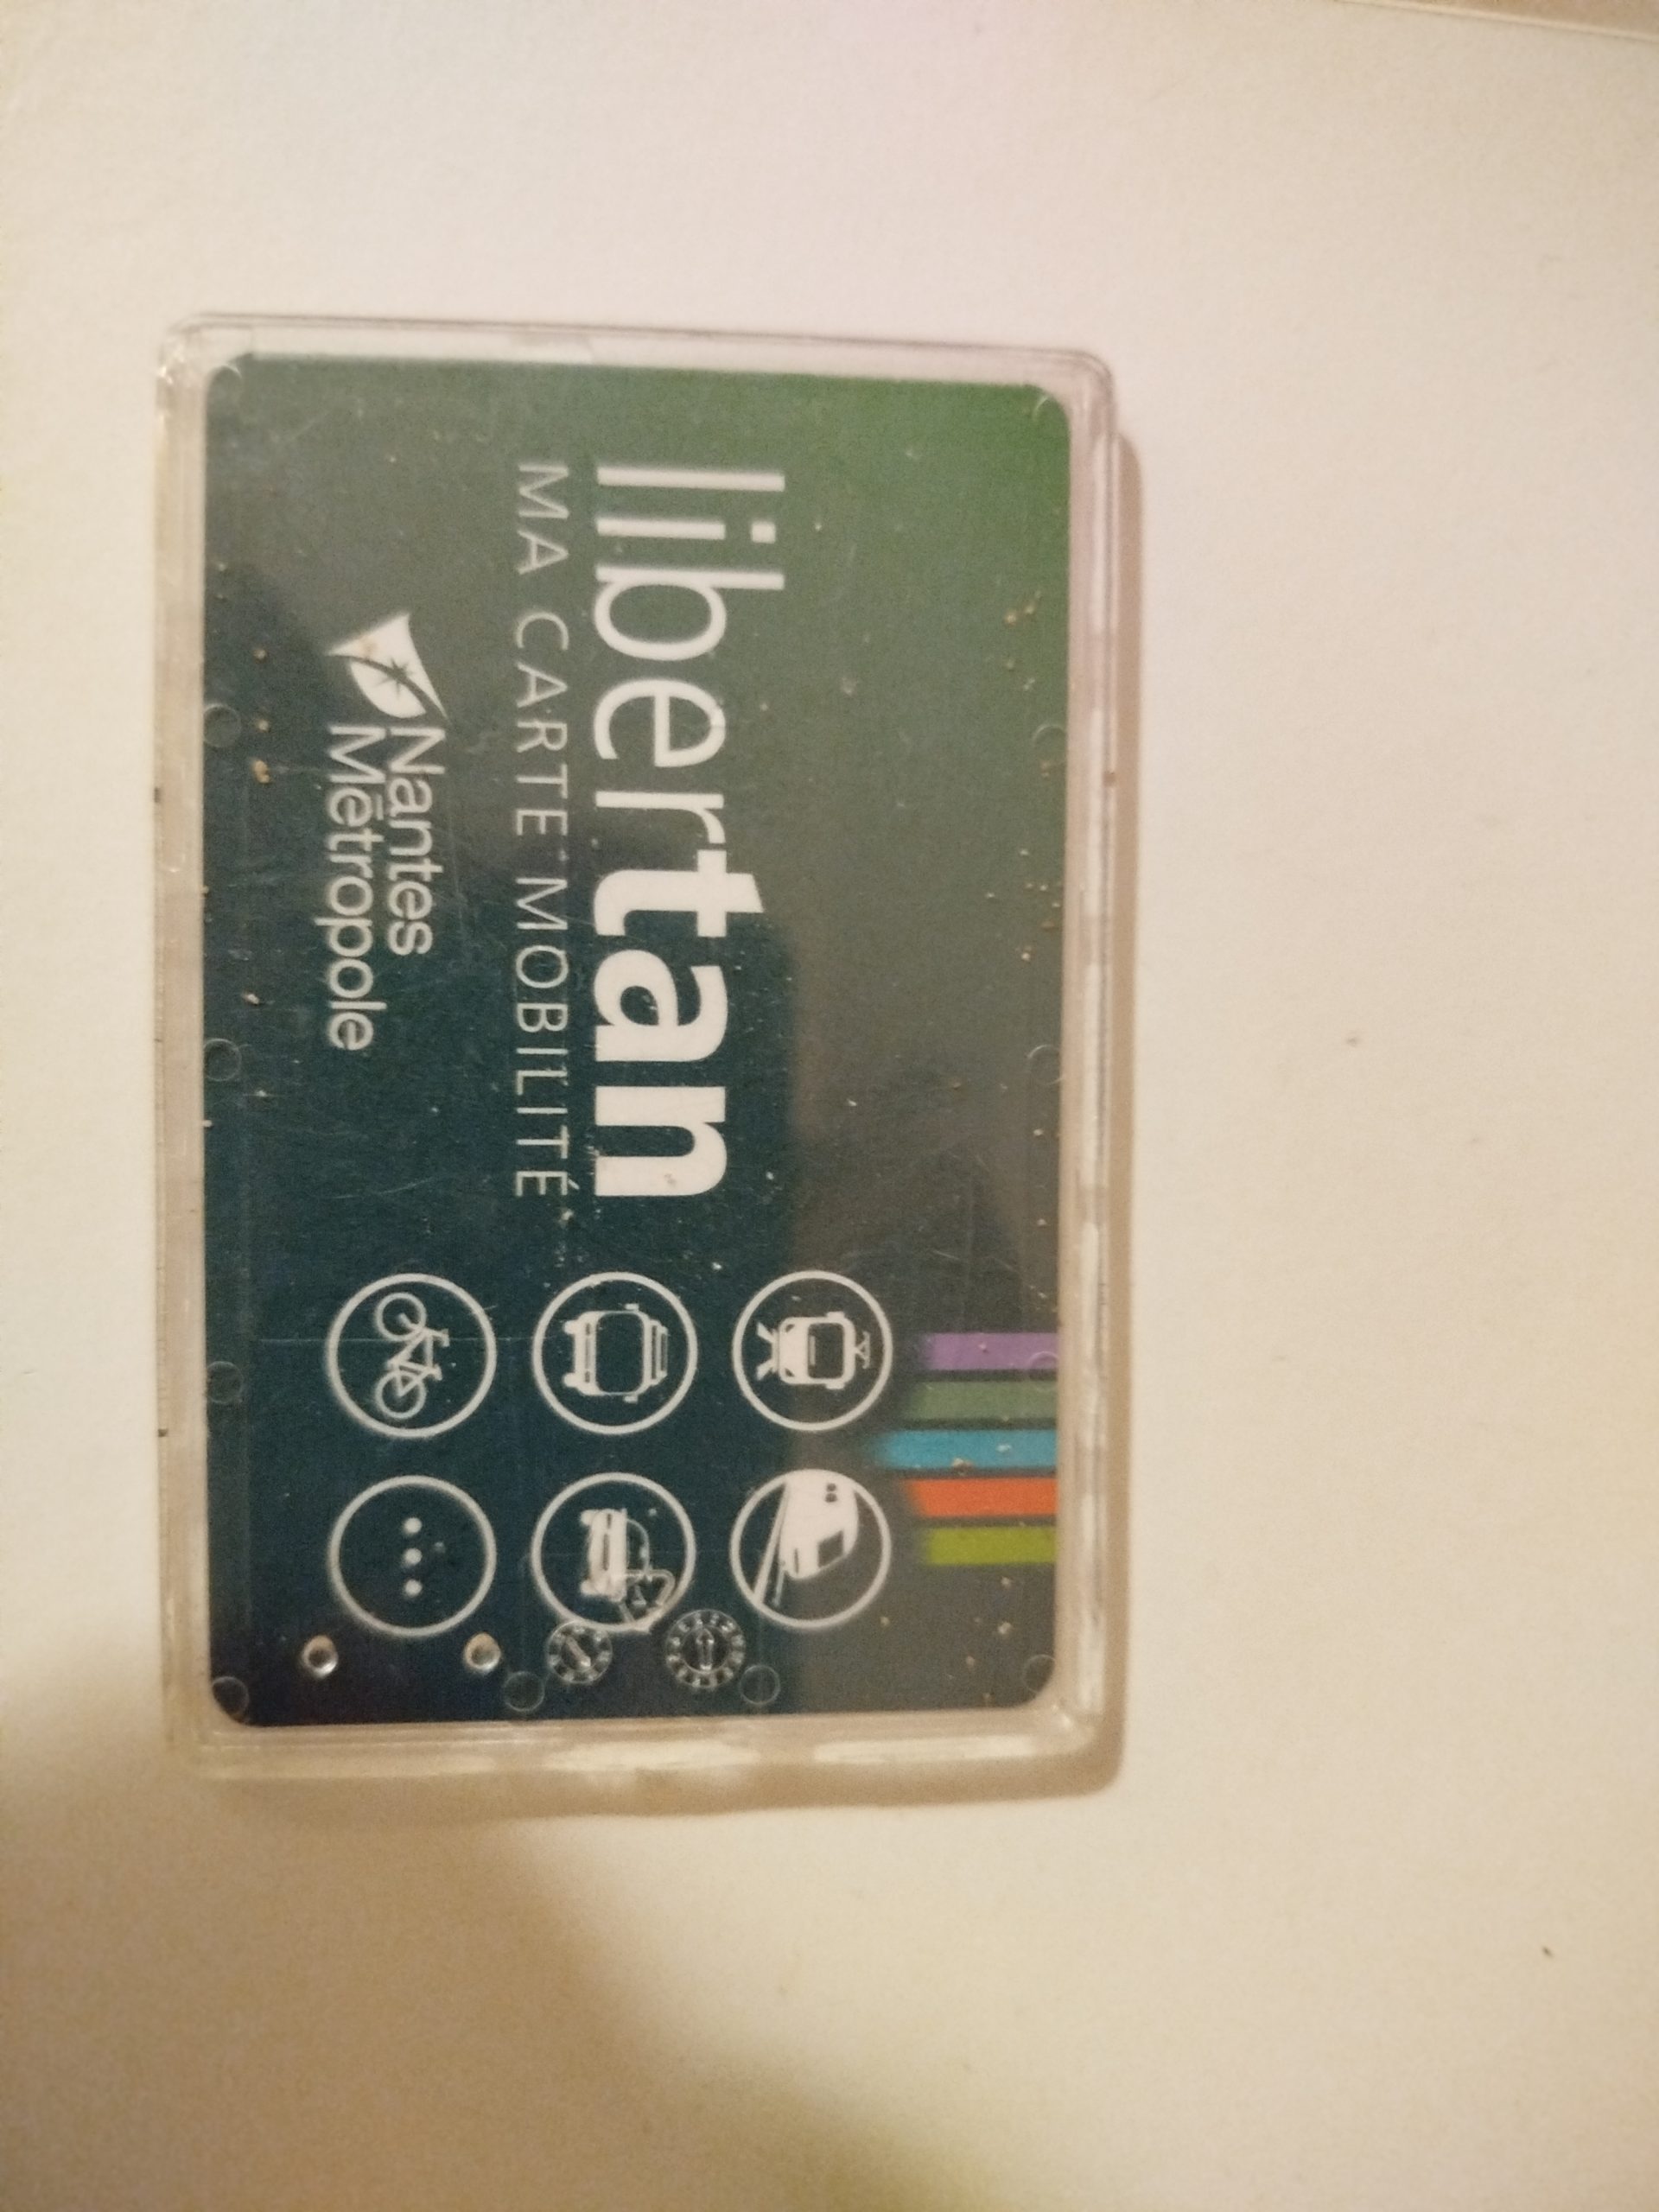 libertan
MA CARTE MOBILITÉ
Nantes
Métropole